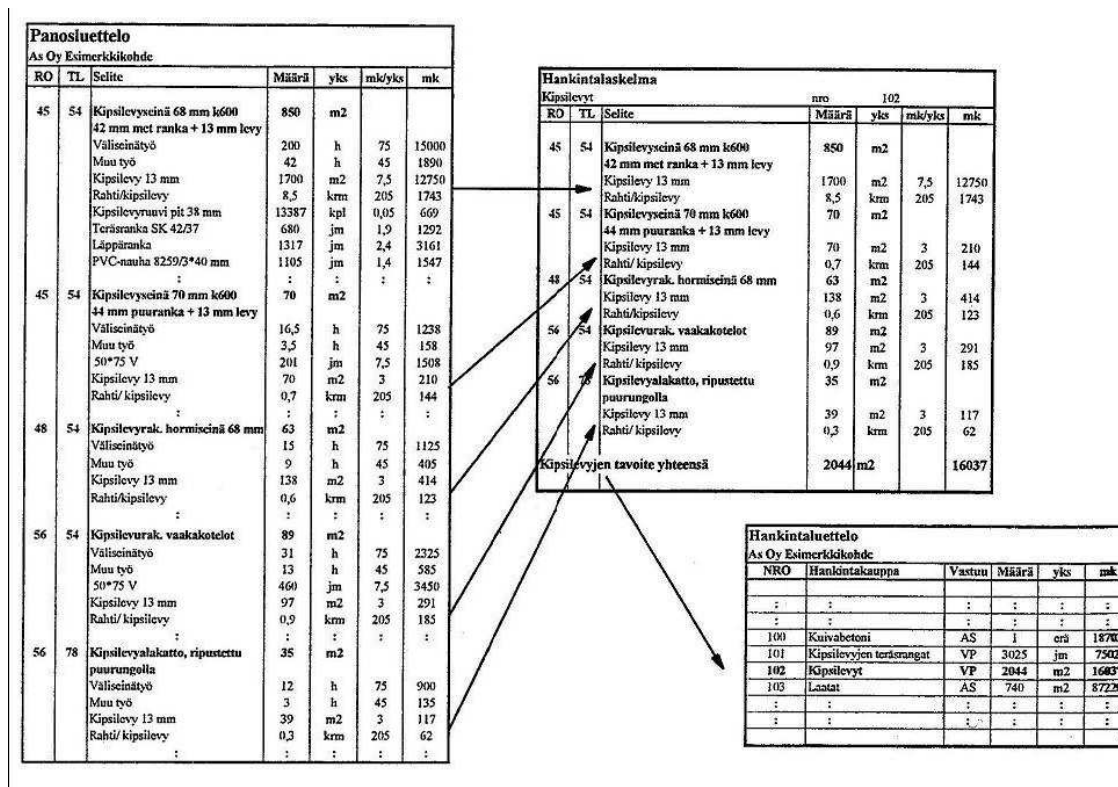 Panosluettelo
As Oy Esimerkkikohde
RO TL Selite Määrä yks mk/yks mk
45 54 Kipsilevyseinä 68 mm k600 850 m2
42 mm met ranka + 13 mm levy
Väliseinätyö 200 h 75 15000
Muu työ 42 h 45 1890
Kipsilevy 13 mm 1700 m2 7,5 12750
Rahti/kipsilevy 8,5 krm 205 1743
Kipsilevyruuvi pit 38 mm 13387 kpl 0,05 669
Teräsranka SK 42/37 680 jm 1,9 1292
Läppäranka 1317 jm 2,4 3161
PVC-nauha 8259/3*40 mm 1105 jm 1,4 1547
: : : : :
45 54 Kipsilevyseinä 70 mm k600 70 m2
44 mm puuranka + 13 mm levy
Väliseinätyö 16,5 h 75 1238
Muu työ 3,5 h 45 158
50*75 V 201 jm 7,5 1508
Kipsilevy 13 mm 70 m2 3 210
Rahti/ kipsilevy 0,7 krm 205 144
: : : : :
48 54 Kipsilevyrak. hormiseinä 68 mm 63 m2
Väliseinätyö 15 h 75 1125
Muu työ 9 h 45 405
Kipsilevy 13 mm 138 m2 3 414
Rahti/kipsilevy 0,6 krm 205 123
: : : : :
56 54 Kipsilevurak. vaakakotelot 89 m2
Väliseinätyö 31 h 75 2325
Muu työ 13 h 45 585
50*75 V 460 jm 7,5 3450
Kipsilevy 13 mm 97 m2 3 291
Rahti/ kipsilevy 0,9 krm 205 185
: : : : :
56 78 Kipsilevyalakatto, ripustettu 35 m2
puurungolla
Väliseinätyö 12 h 75 900
Muu työ 3 h 45 135
Kipsilevy 13 mm 39 m2 3 117
Rahti/ kipsilevy 0,3 krm 205 62
: : : : :
Hankintalaskelma
Kipsilevyt nro 102
RO TL Selite Määrä yks mk/yks mk
45 54 Kipsilevyseinä 68 mm k600 850 m2
42 mm met ranka + 13 mm levy
Kipsilevy 13 mm 1700 m2 7,5 12750
Rahti/kipsilevy 8,5 krm 205 1743
45 54 Kipsilevyseinä 70 mm k600 70 m2
44 mm puuranka + 13 mm levy
Kipsilevy 13 mm 70 m2 3 210
Rahti/ kipsilevy 0,7 krm 205 144
48 54 Kipsilevyrak. hormiseinä 68 mm 63 m2
Kipsilevy 13 mm 138 m2 3 414
Rahti/kipsilevy 0,6 krm 205 123
56 54 Kipsilevurak. vaakakotelot 89 m2
Kipsilevy 13 mm 97 m2 3 291
Rahti/ kipsilevy 0,9 krm 205 185
56 78 Kipsilevyalakatto, ripustettu 35 m2
puurungolla
Kipsilevy 13 mm 39 m2 3 117
Rahti/ kipsilevy 0,3 krm 205 62
Kipsilevyjen tavoite yhteensä 2044 m2 16037
Hankintaluettelo
As Oy Esimerkkikohde
NRO Hankintakauppa Vastuu Määrä yks mk
: : : : : :
: : : : : :
100 Kuivabetoni AS 1 erä
101 Kipsilevyjen teräsrangat VP 3025 jm 7502
102 Kipsilevyt VP 2044 m2 16037
103 Laatat AS 740 m2
: : : : : :
: : : : : :